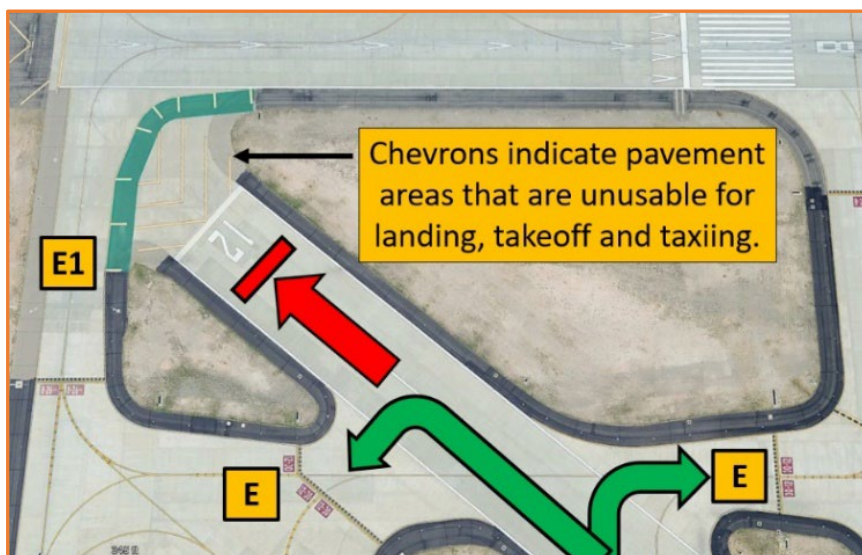 Chevrons indicate pavement
areas that are unusable for
landing, takeoff and taxiing.
12
E1
E
E